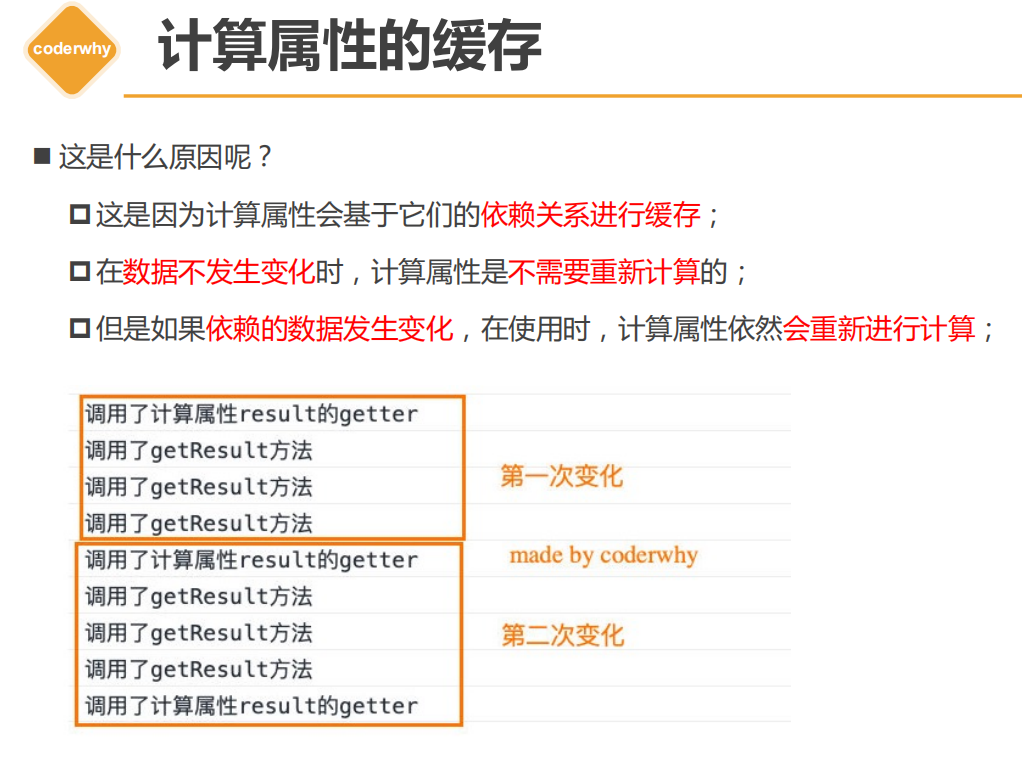 coderwhy
计算属性的缓存
这是什么原因呢？
这是因为计算属性会基于它们的依赖关系进行缓存；
在数据不发生变化时，计算属性是不需要重新计算的；
但是如果依赖的数据发生变化，在使用时，计算属性依然会重新进行计算；
调用了计算属性result的getter
调用了getResult方法
调用了getResult方法
调用了getResult方法
第一次变化
调用了计算属性result的getter
made by coderwhy
调用了getResult方法
调用了getResult方法
调用了getResult方法
第二次变化
调用了计算属性result的getter